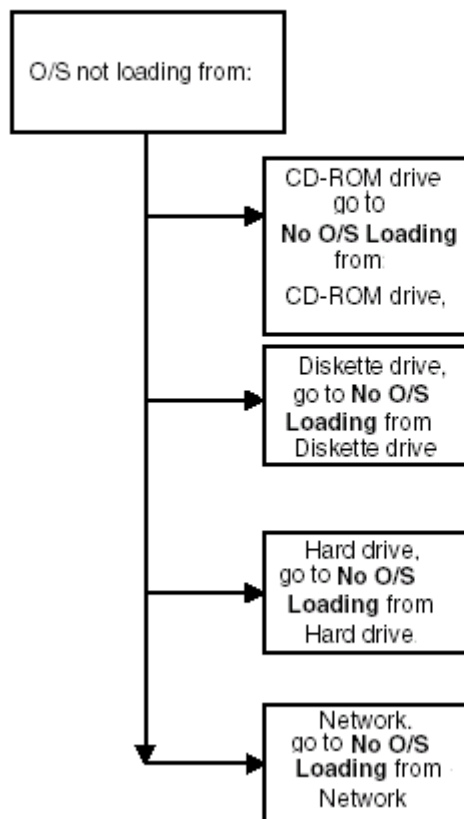 O/S not loading from:
CD-ROM drive
go to
No O/S Loading
from:
CD-ROM drive,
Diskette drive,
go to No O/S
Loading from
Diskette drive
Hard drive,
go to No O/S
Loading from
Hard drive.
Network.
go to No O/S
Loading from
Network